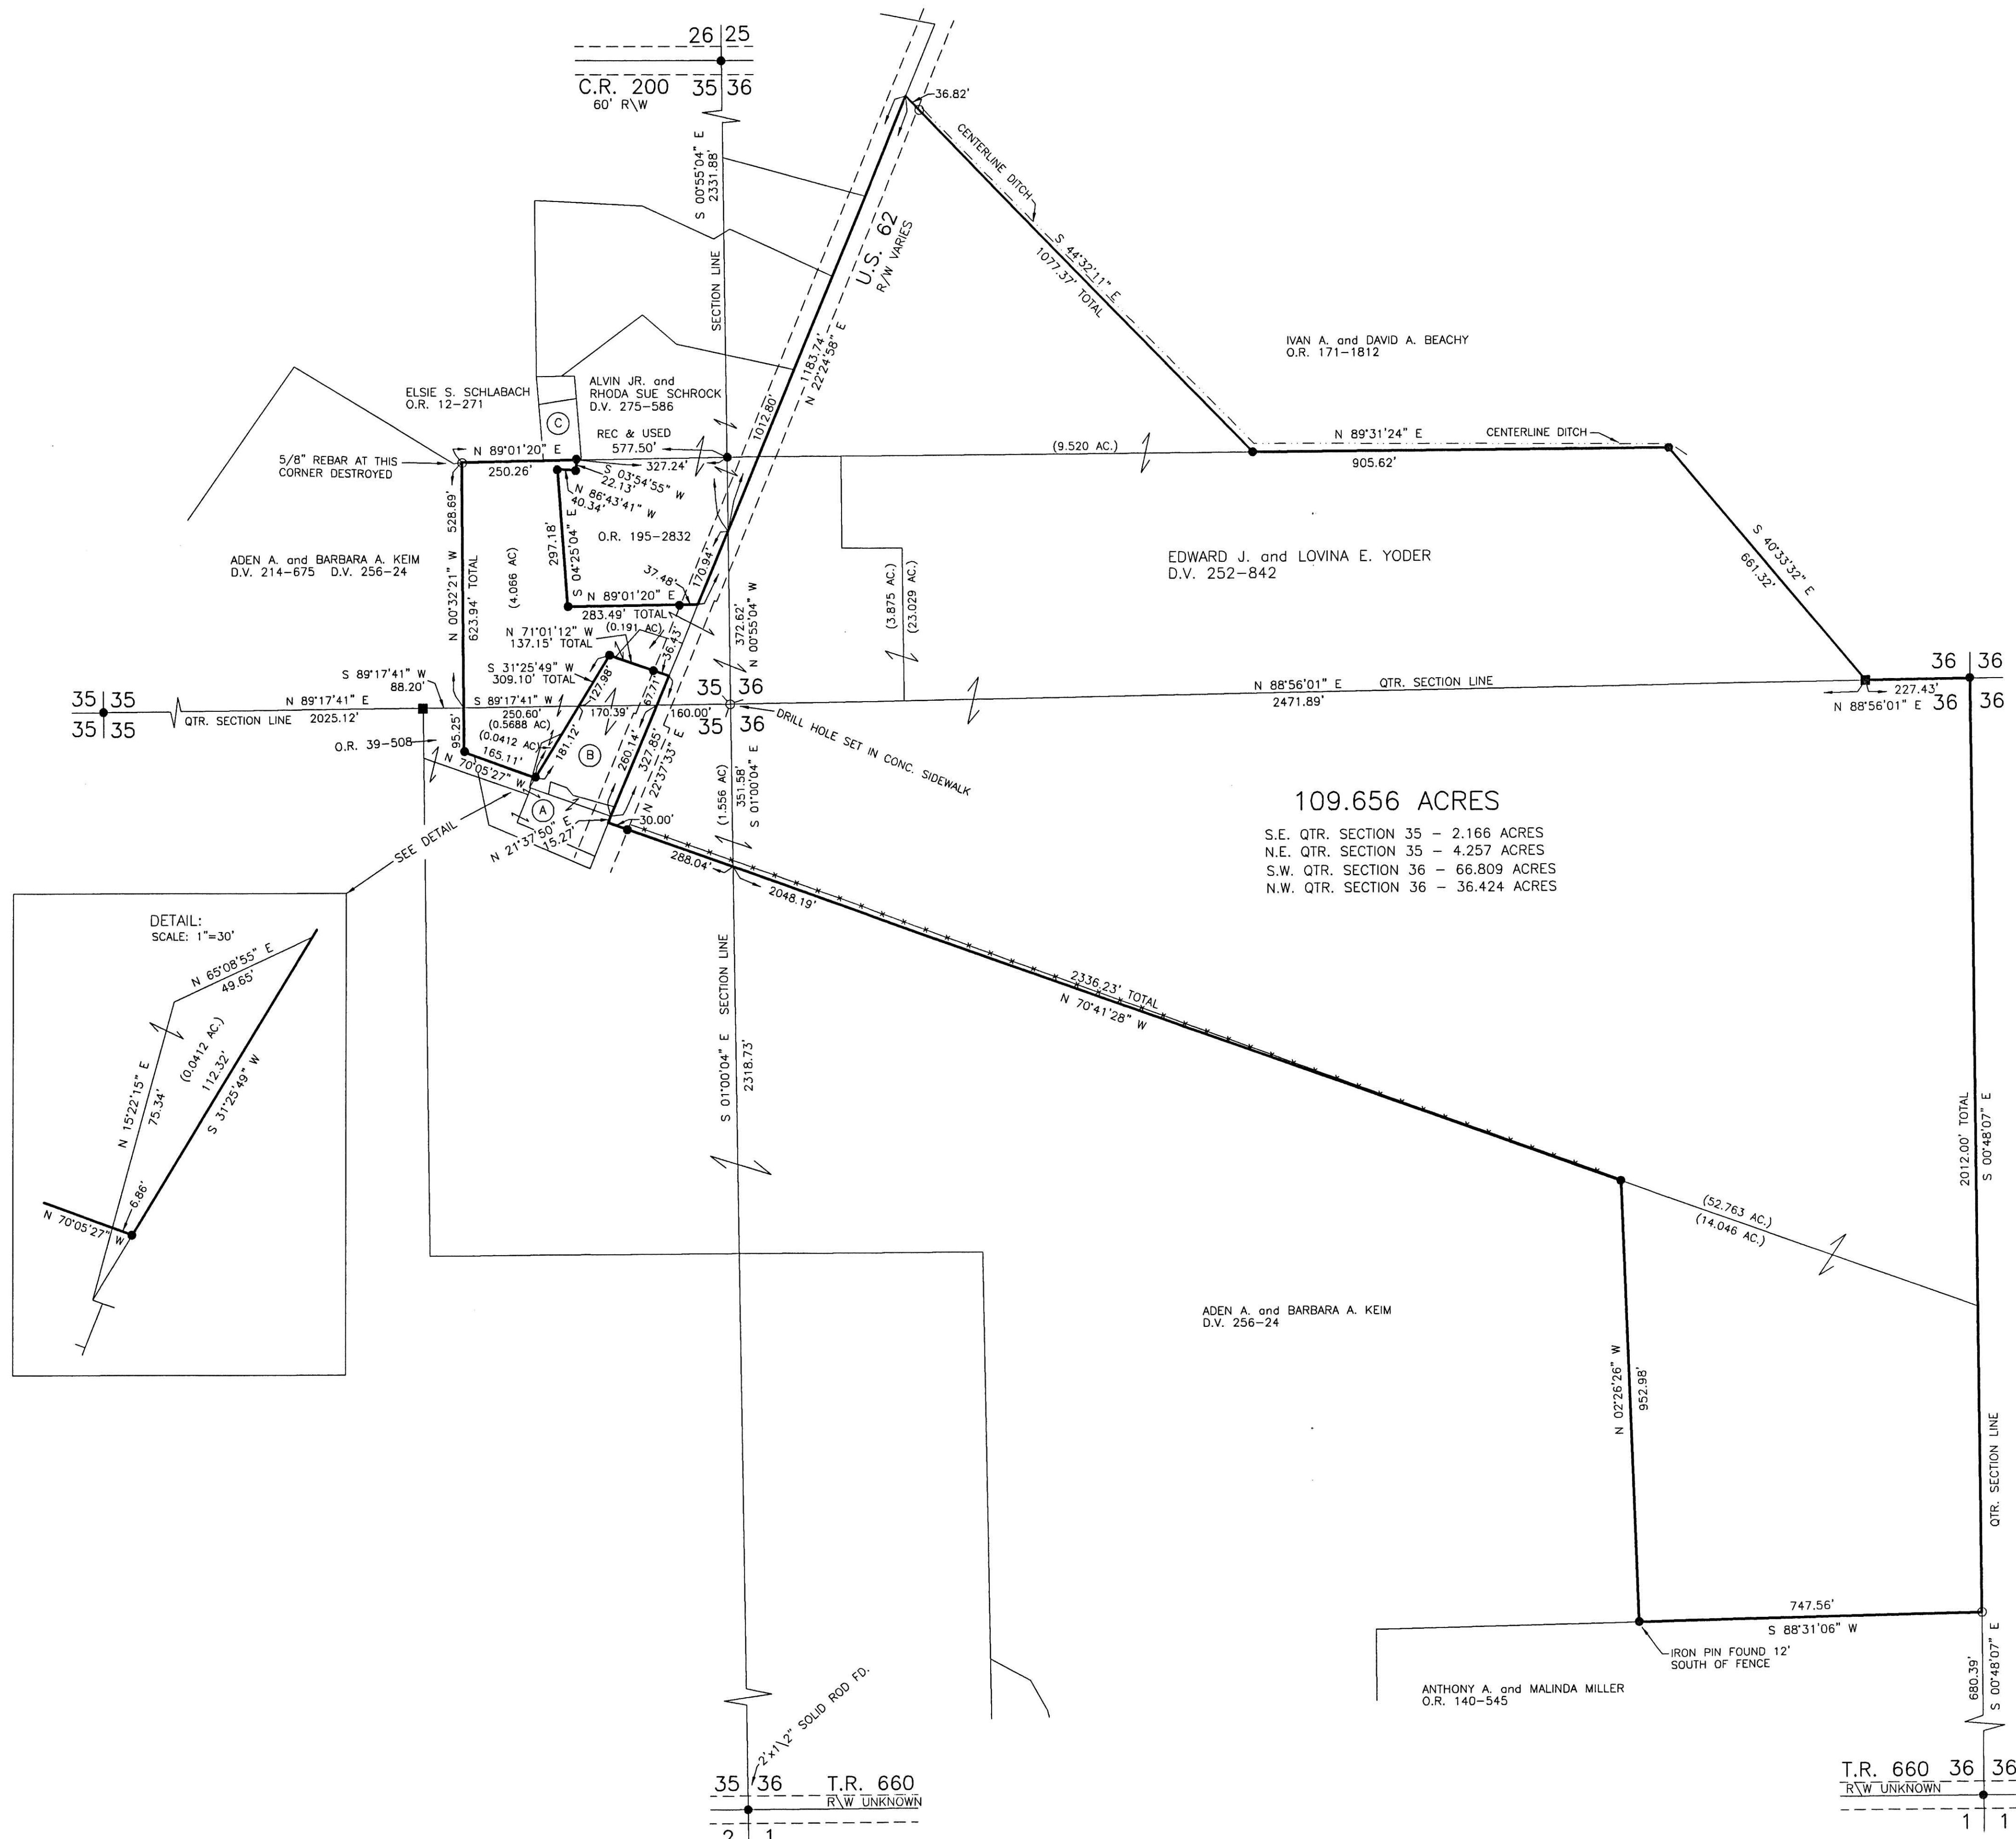 26 25
C.R. 200 35 36
60' R\W
S 00°55'04" E
2331.88'
SECTION LINE
36.82'
CENTERLINE DITCH
S 44°32'11" E
1077.37' TOTAL
U.S. 62
R/W VARIES
1183.74'
N 22°24'58" E
1012.80'
IVAN A. and DAVID A. BEACHY
O.R. 171-1812
ELSIE S. SCHLABACH
O.R. 12-271
ALVIN JR. and
RHODA SUE SCHROCK
D.V. 275-586
C
REC & USED
577.50'
5/8" REBAR AT THIS
CORNER DESTROYED
N 89°01'20" E
250.26'
327.24'
S 03°54'55" W
22.13'
N 86°43'41" W
40.34'
(9.520 AC.)
N 89°31'24" E
905.62'
CENTERLINE DITCH
N 00°32'21" W 528.69'
623.94' TOTAL
(4.066 AC)
297.18'
S 04°25'04" E
O.R. 195-2832
ADEN A. and BARBARA A. KEIM
D.V. 214-675 D.V. 256-24
37.48'
170.94'
N 89°01'20" E
283.49' TOTAL
(0.191 AC)
N 71°01'12" W
137.15' TOTAL
36.43'
372.62'
N 00°55'04" W
(3.875 AC.)
(23.029 AC.)
EDWARD J. and LOVINA E. YODER
D.V. 252-842
S 40°33'32" E
661.32'
S 31°25'49" W
309.10' TOTAL
127.98'
67.71'
S 89°17'41" W
88.20'
35 35
35 35
N 89°17'41" E
QTR. SECTION LINE 2025.12'
S 89°17'41" W
250.60'
170.39'
160.00'
35 36
35 36
DRILL HOLE SET IN CONC. SIDEWALK
N 88°56'01" E QTR. SECTION LINE
2471.89'
36 36
36 36
227.43'
N 88°56'01" E
(0.5688 AC)
(0.0412 AC)
O.R. 39-508
95.25'
165.11'
N 70°05'27" W
181.12'
B
260.14'
327.85'
N 22°37'33" E
(1.556 AC)
351.58'
S 01°00'04" E
A
N 21°37'50" E
15.27'
30.00'
SEE DETAIL
288.04'
2048.19'
109.656 ACRES
S.E. QTR. SECTION 35 - 2.166 ACRES
N.E. QTR. SECTION 35 - 4.257 ACRES
S.W. QTR. SECTION 36 - 66.809 ACRES
N.W. QTR. SECTION 36 - 36.424 ACRES
DETAIL:
SCALE: 1"=30'
N 65°08'55" E
49.65'
(0.0412 AC.)
112.32'
S 31°25'49" W
N 15°22'15" E
75.34'
6.86'
N 70°05'27" W
S 01°00'04" E SECTION LINE
2318.73'
2336.23' TOTAL
N 70°41'28" W
2012.00' TOTAL
S 00°48'07" E
(52.763 AC.)
(14.046 AC.)
ADEN A. and BARBARA A. KEIM
D.V. 256-24
N 02°26'26" W
952.98'
QTR. SECTION LINE
747.56'
S 88°31'06" W
IRON PIN FOUND 12'
SOUTH OF FENCE
ANTHONY A. and MALINDA MILLER
O.R. 140-545
680.39'
S 00°48'07" E
2'x1\2" SOLID ROD FD.
35 36 T.R. 660
R\W UNKNOWN
2 1
T.R. 660 36 36
R\W UNKNOWN
1 1